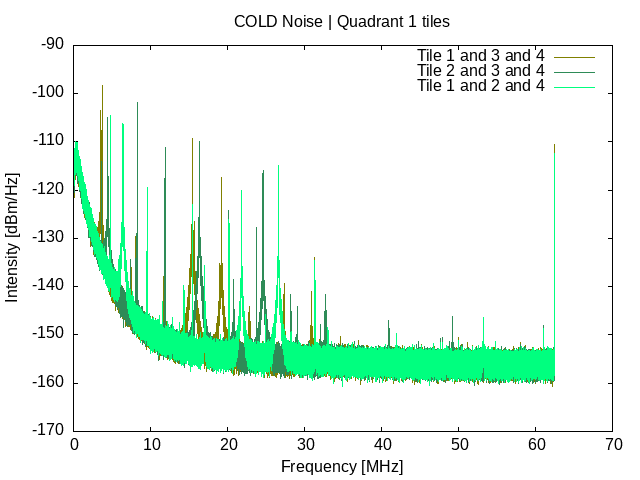 COLD Noise | Quadrant 1 tiles
Tile 1 and 3 and 4
Tile 2 and 3 and 4
Tile 1 and 2 and 4
-90
-100
-110
-120
-130
-140
-150
-160
-170
Intensity [dBm/Hz]
0 10 20 30 40 50 60 70
Frequency [MHz]